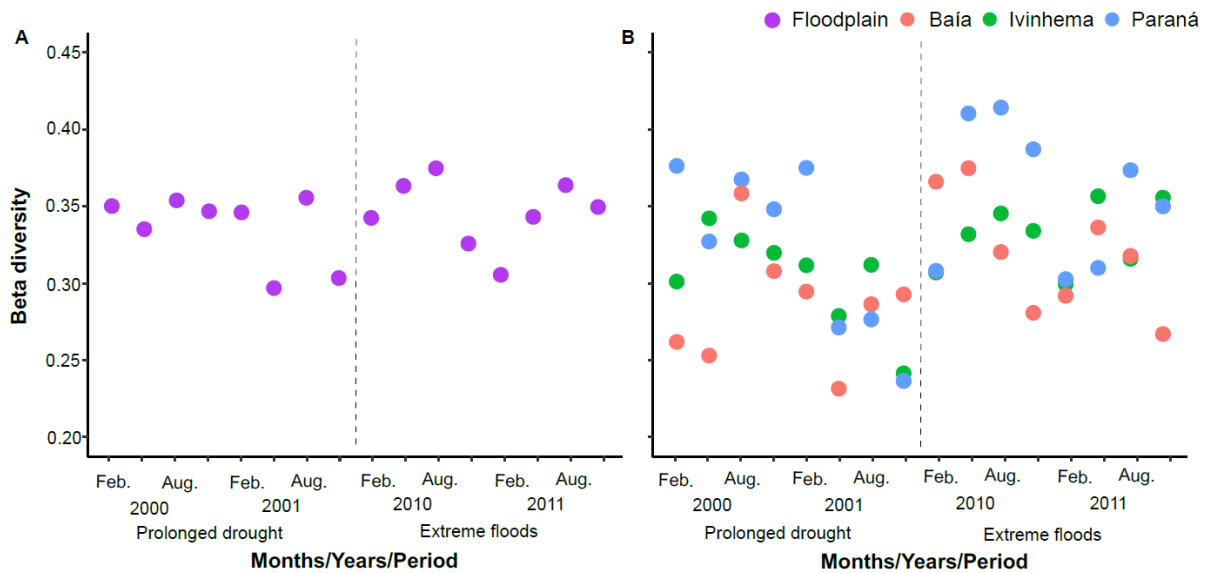 Floodplain Baía Ivinhema Paraná
A
B
Beta diversity
0.45
0.40
0.35
0.30
0.25
0.20
Feb. Aug. Feb. Aug. Feb. Aug. Feb. Aug.
2000 2001 2010 2011
Prolonged drought Extreme floods
Months/Years/Period
Feb. Aug. Feb. Aug. Feb. Aug. Feb. Aug.
2000 2001 2010 2011
Prolonged drought Extreme floods
Months/Years/Period